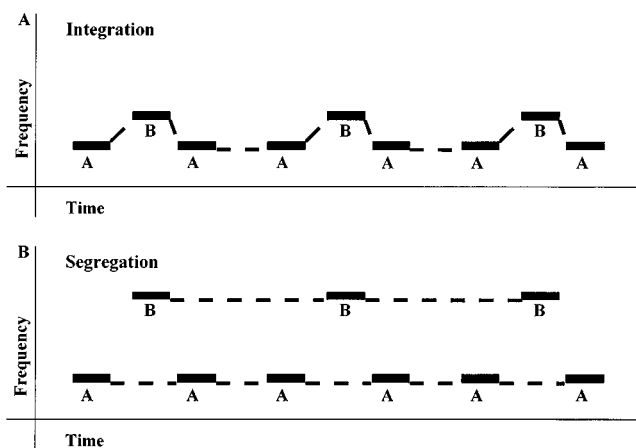 A
Integration
Frequency
B B B
A A A A A A
Time
B
Segregation
Frequency
B B B
A A A A A A
Time